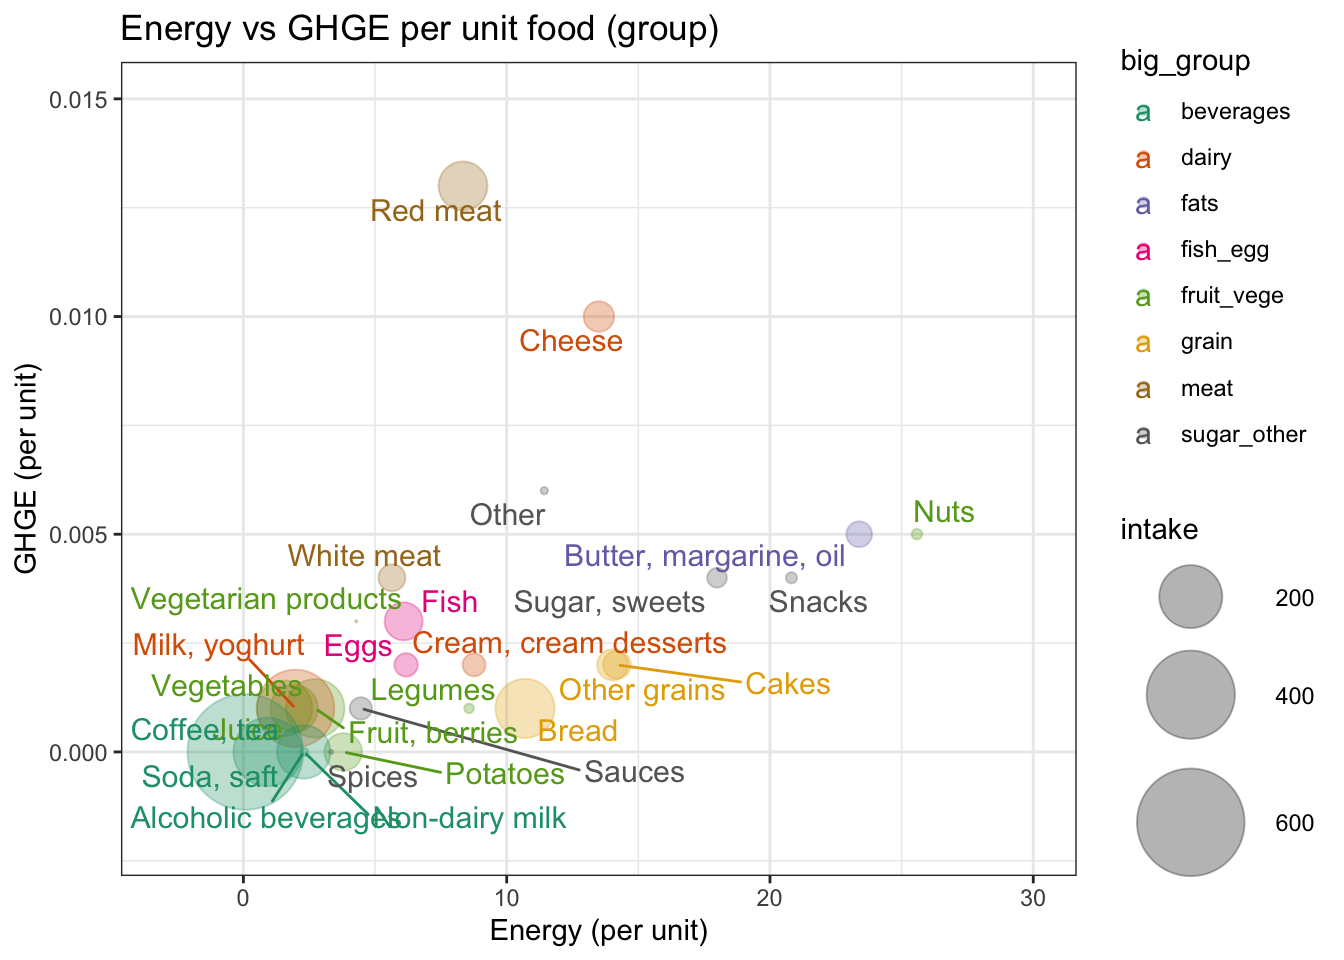 Energy vs GHGE per unit food (group)
GHGE (per unit)
0.015
0.010
0.005
0.000
Red meat
Cheese
Other
Nuts
White meat
Butter, margarine, oil
Vegetarian products
Fish
Sugar, sweets
Snacks
Milk, yoghurt
Eggs
Cream, cream desserts
Vegetables
Legumes
Other grains
Cakes
Coffee, tea
Juice
Fruit, berries
Bread
Soda, saft
Spices
Potatoes
Sauces
Alcoholic beverages
Non-dairy milk
0
10
20
30
Energy (per unit)
big_group
a beverages
a dairy
a fats
a fish_egg
a fruit_vege
a grain
a meat
a sugar_other
intake
200
400
600